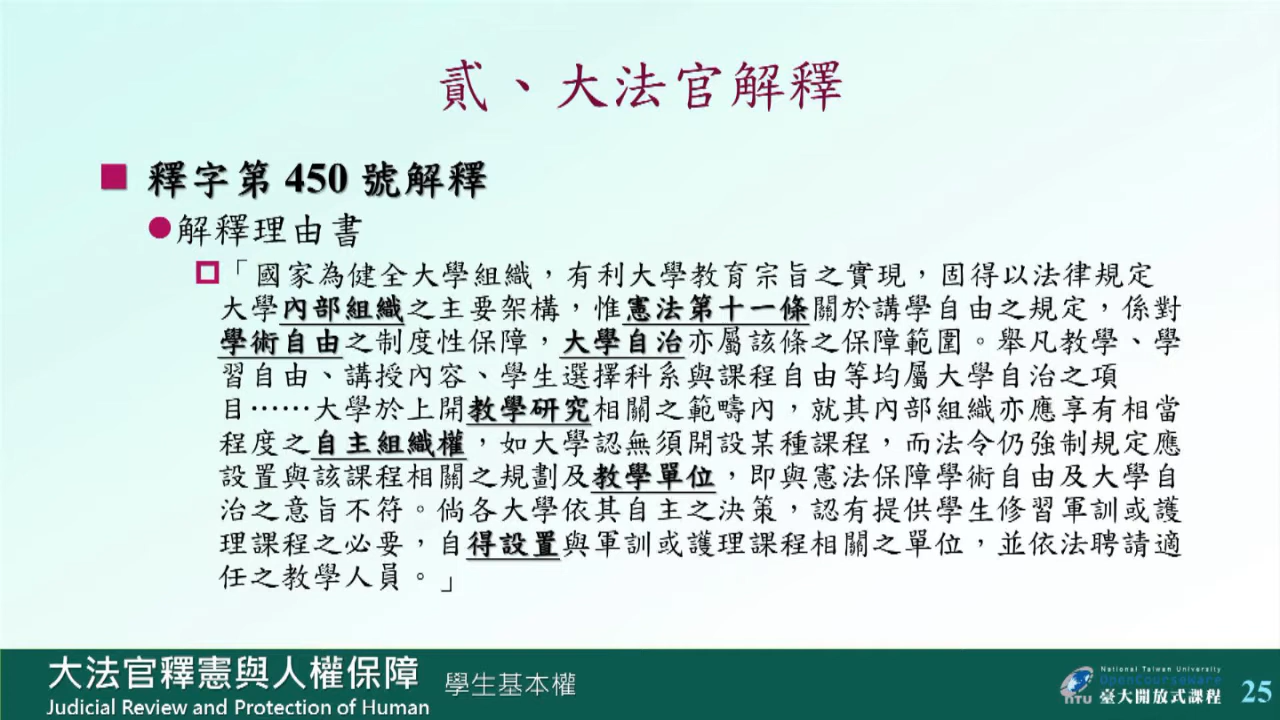 貳、大法官解釋
釋字第 450 號解釋
解釋理由書
「國家為健全大學組織，有利大學教育宗旨之實現，固得以法律規定
大學內部組織之主要架構，惟憲法第十一條關於講學自由之規定，係對
學術自由之制度性保障，大學自治亦屬該條之保障範圍。舉凡教學、學
習自由、講授內容、學生選擇科系與課程自由等均屬大學自治之項
目……大學於上開教學研究相關之範疇內，就其內部組織亦應享有相當
程度之自主組織權，如大學認無須開設某種課程，而法令仍強制規定應
設置與該課程相關之規劃及教學單位，即與憲法保障學術自由及大學自
治之意旨不符。倘各大學依其自主之決策，認有提供學生修習軍訓或護
理課程之必要，自得設置與軍訓或護理課程相關之單位，並依法聘請適
任之教學人員。」
大法官釋憲與人權保障 學生基本權
Judicial Review and Protection of Human
National Taiwan University
OpenCourseWare
NTU 臺大開放式課程
25